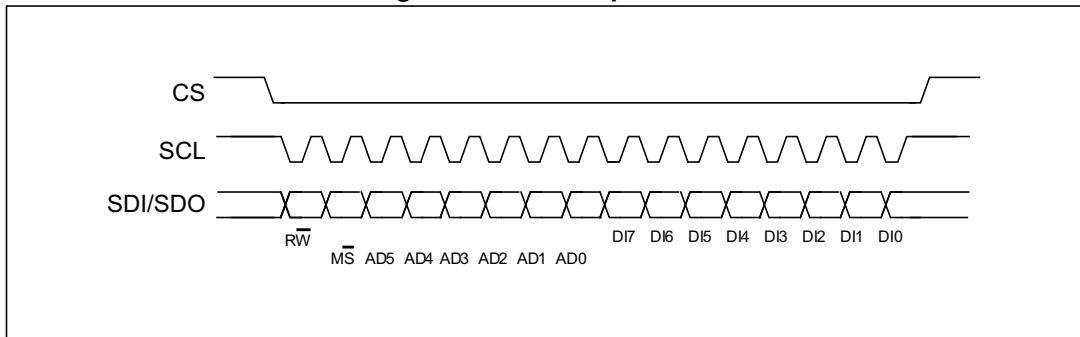 CS
SCL
SDI/SDO
RW̅ DI7 DI6 DI5 DI4 DI3 DI2 DI1 DI0
MS̅ AD5 AD4 AD3 AD2 AD1 AD0